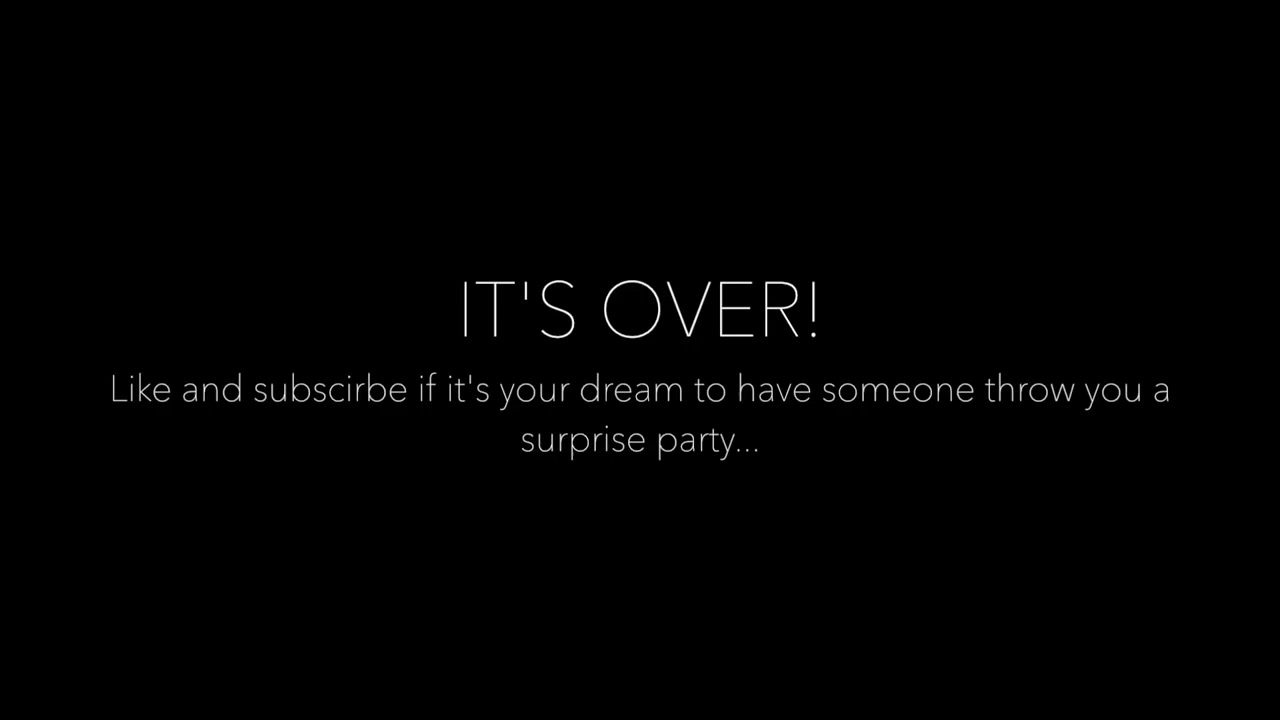 IT'S OVER!
Like and subscirbe if it's your dream to have someone throw you a
surprise party...